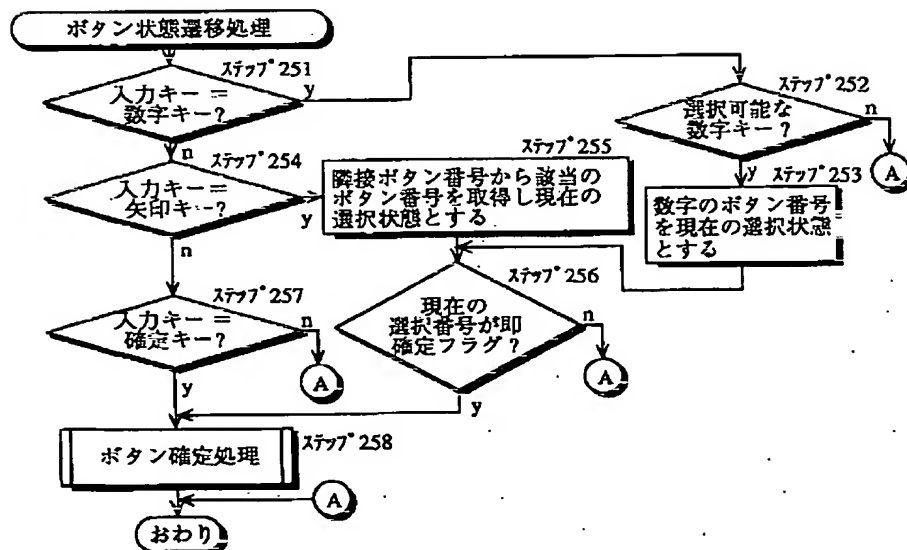 ボタン状態遷移処理
ステップ251
入力キー＝
数字キー？
y
n
ステップ252
選択可能な
数字キー？
n
A
y
ステップ253
数字のボタン番号
を現在の選択状態
とする
ステップ254
入力キー＝
矢印キー？
y
n
ステップ255
隣接ボタン番号から該当の
ボタン番号を取得し現在の
選択状態とする
ステップ256
現在の
選択番号が即
確定フラグ？
n
A
y
ステップ257
入力キー＝
確定キー？
n
A
y
ステップ258
ボタン確定処理
A
おわり